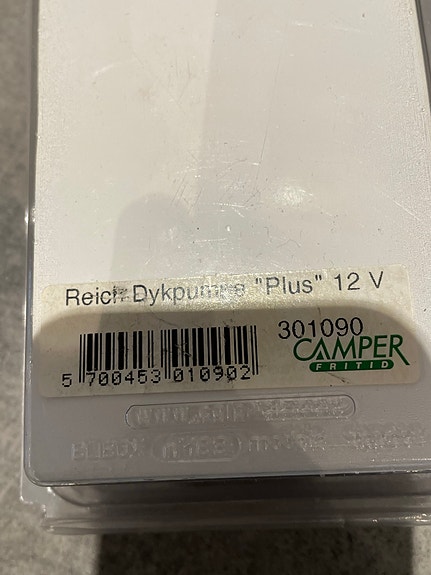 Reich Dykpumpe "Plus" 12 V
301090
CAMPER
FRITID
5 700453 010902